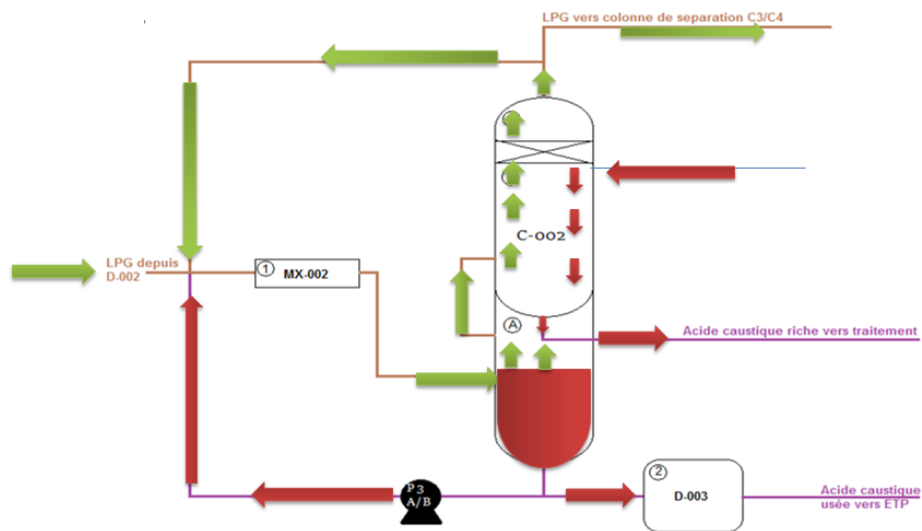 LPG vers colonne de separation C3/C4
C-002
LPG depuis
D-002
1
MX-002
A
Acide caustique riche vers traitement
P3
A/B
2
D-003
Acide caustique
usée vers ETP